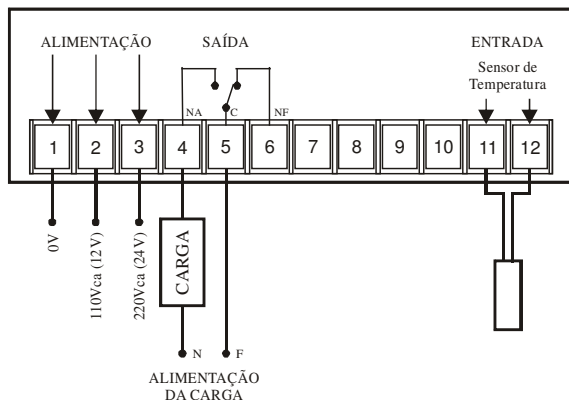 ALIMENTAÇÃO
SAÍDA
ENTRADA
Sensor de
Temperatura
NA
C
NF
1 2 3 4 5 6 7 8 9 10 11 12
0V
110Vca (12V)
220Vca (24V)
CARGA
N
F
ALIMENTAÇÃO
DA CARGA